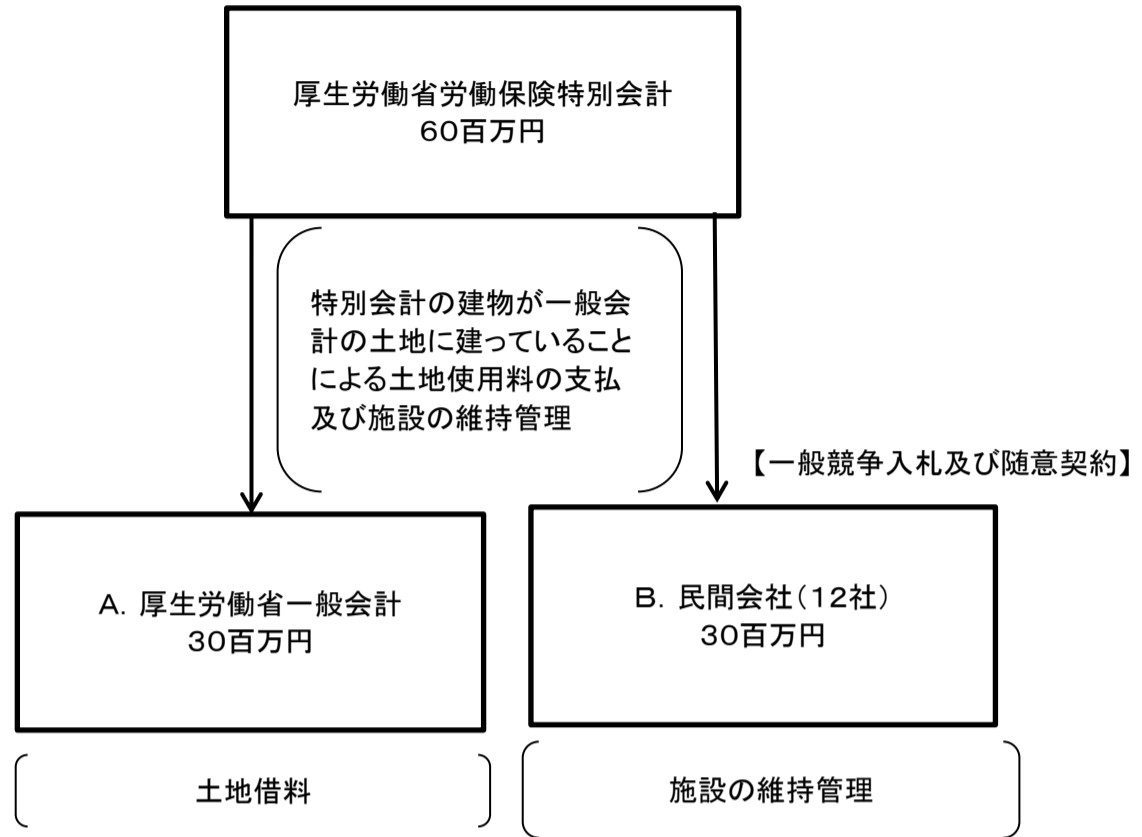 厚生労働省労働保険特別会計
60百万円
特別会計の建物が一般会
計の土地に建っていること
による土地使用料の支払
及び施設の維持管理
【一般競争入札及び随意契約】
A．厚生労働省一般会計
30百万円
B．民間会社（12社）
30百万円
土地借料
施設の維持管理